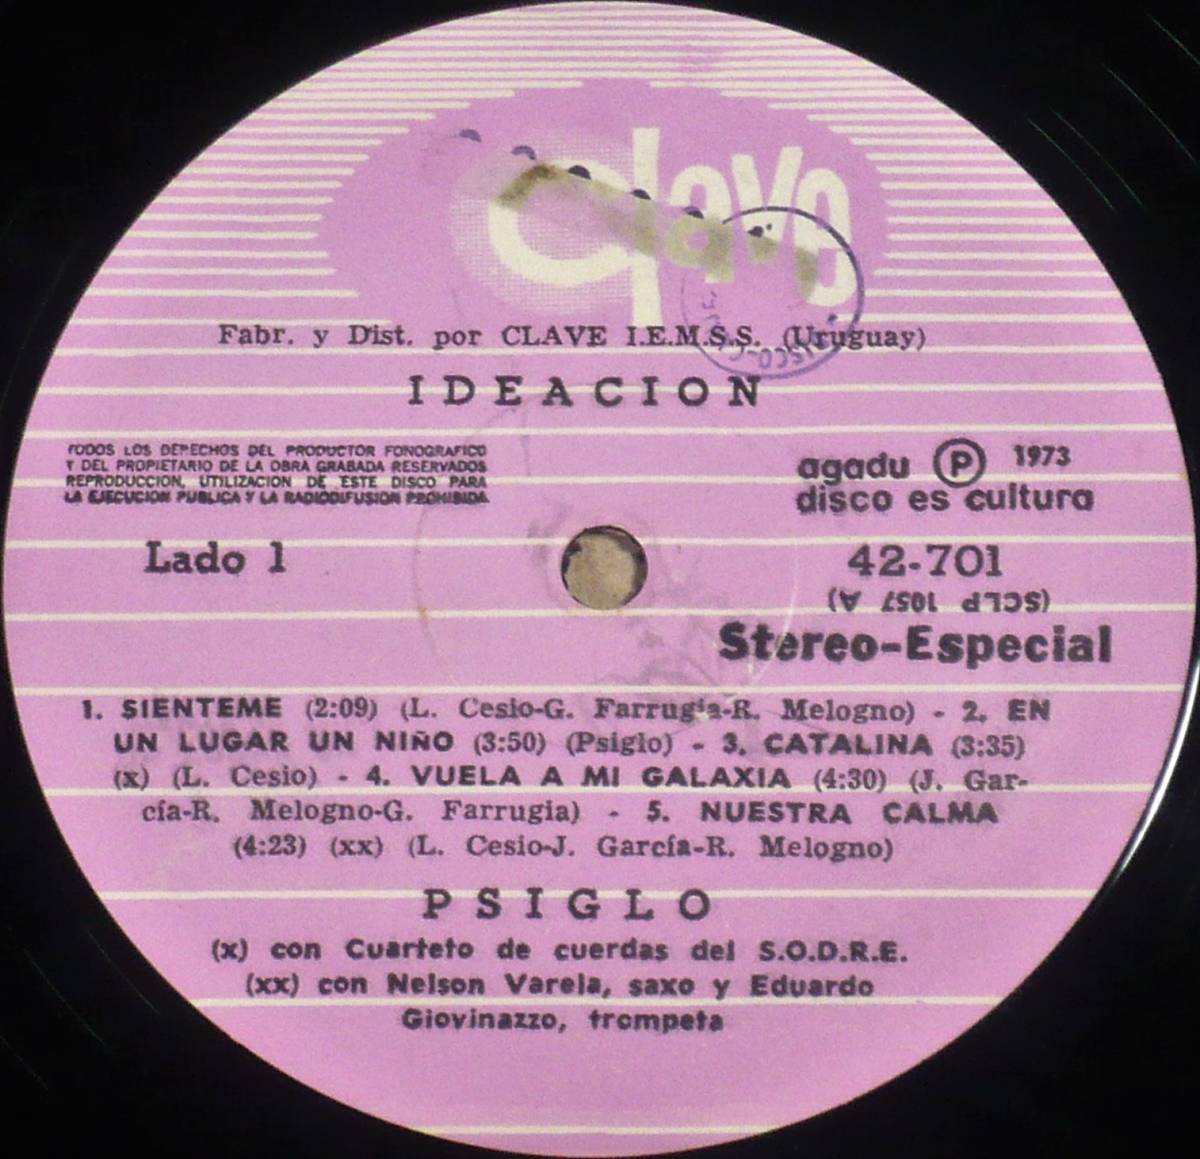 Clave
Fabr. y Dist. por CLAVE I.E.M.S.S. (Uruguay)
IDEACION
TODOS LOS DERECHOS DEL PRODUCTOR FONOGRAFICO
Y DEL PROPIETARIO DE LA OBRA GRABADA RESERVADOS
REPRODUCCION, UTILIZACION DE ESTE DISCO PARA
LA EJECUCION PUBLICA Y LA RADIODIFUSION PROHIBIDA
agadu Ⓟ 1973
disco es cultura
Lado 1
42-701
(SCLP 1057 A)
Stereo-Especial
1. SIENTEME (2:09) (L. Cesio-G. Farrugia-R. Melogno) - 2. EN
UN LUGAR UN NIÑO (3:50) (Psiglo) - 3. CATALINA (3:35)
(x) (L. Cesio) - 4. VUELA A MI GALAXIA (4:30) (J. Gar-
cía-R. Melogno-G. Farrugia) - 5. NUESTRA CALMA
(4:23) (xx) (L. Cesio-J. García-R. Melogno)
PSIGLO
(x) con Cuarteto de cuerdas del S.O.D.R.E.
(xx) con Nelson Varela, saxo y Eduardo
Giovinazzo, trompeta